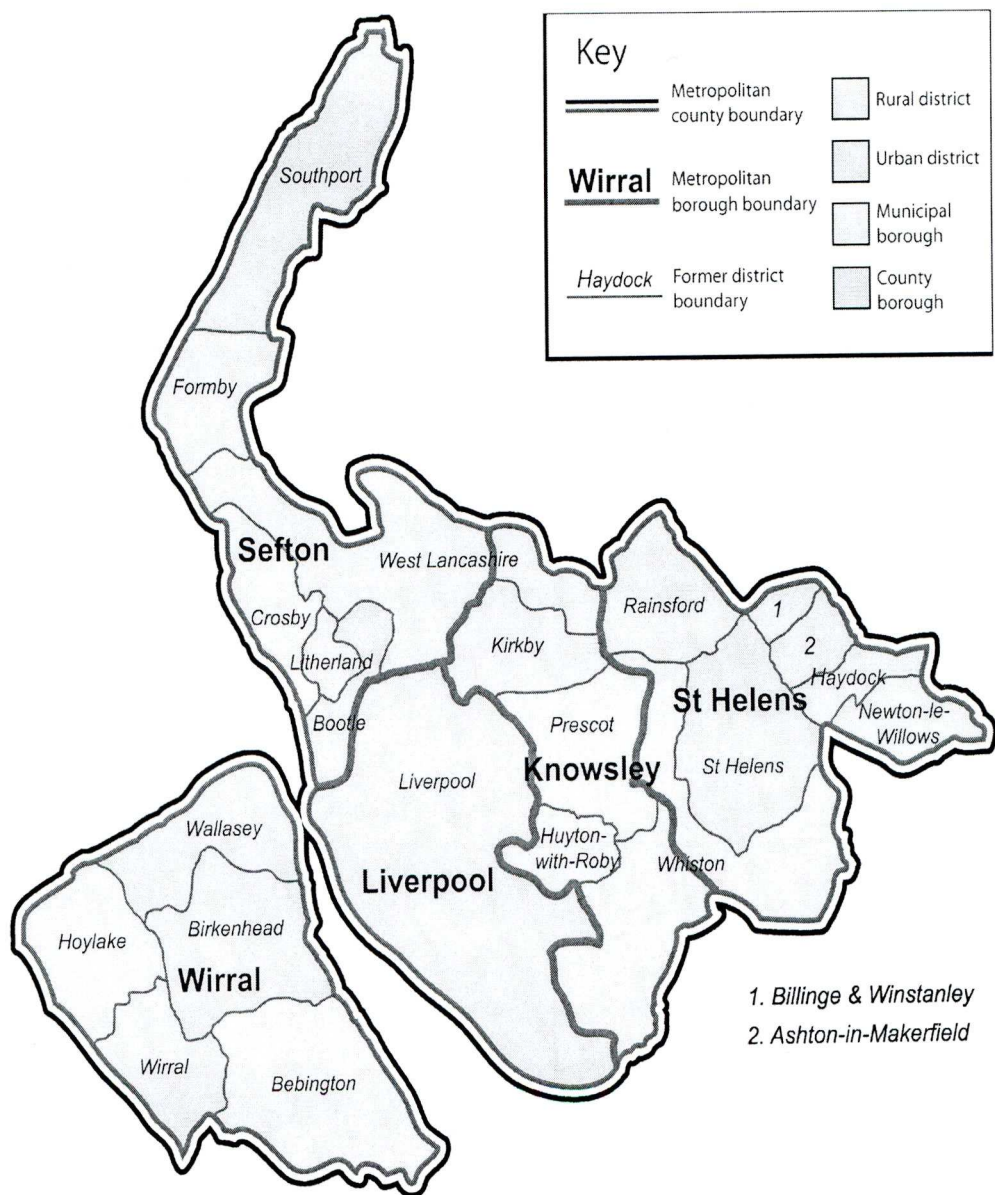 Key
Metropolitan
county boundary
Wirral
Metropolitan
borough boundary
Haydock
Former district
boundary
Rural district
Urban district
Municipal
borough
County
borough
Southport
Formby
Sefton
West Lancashire
Crosby
Litherland
Bootle
Kirkby
Rainsford
1
2
Haydock
Newton-le-
Willows
St Helens
St Helens
Prescot
Knowsley
Liverpool
Huyton-
with-Roby
Whiston
Liverpool
Wallasey
Hoylake
Birkenhead
Wirral
Wirral
Bebington
1. Billinge & Winstanley
2. Ashton-in-Makerfield